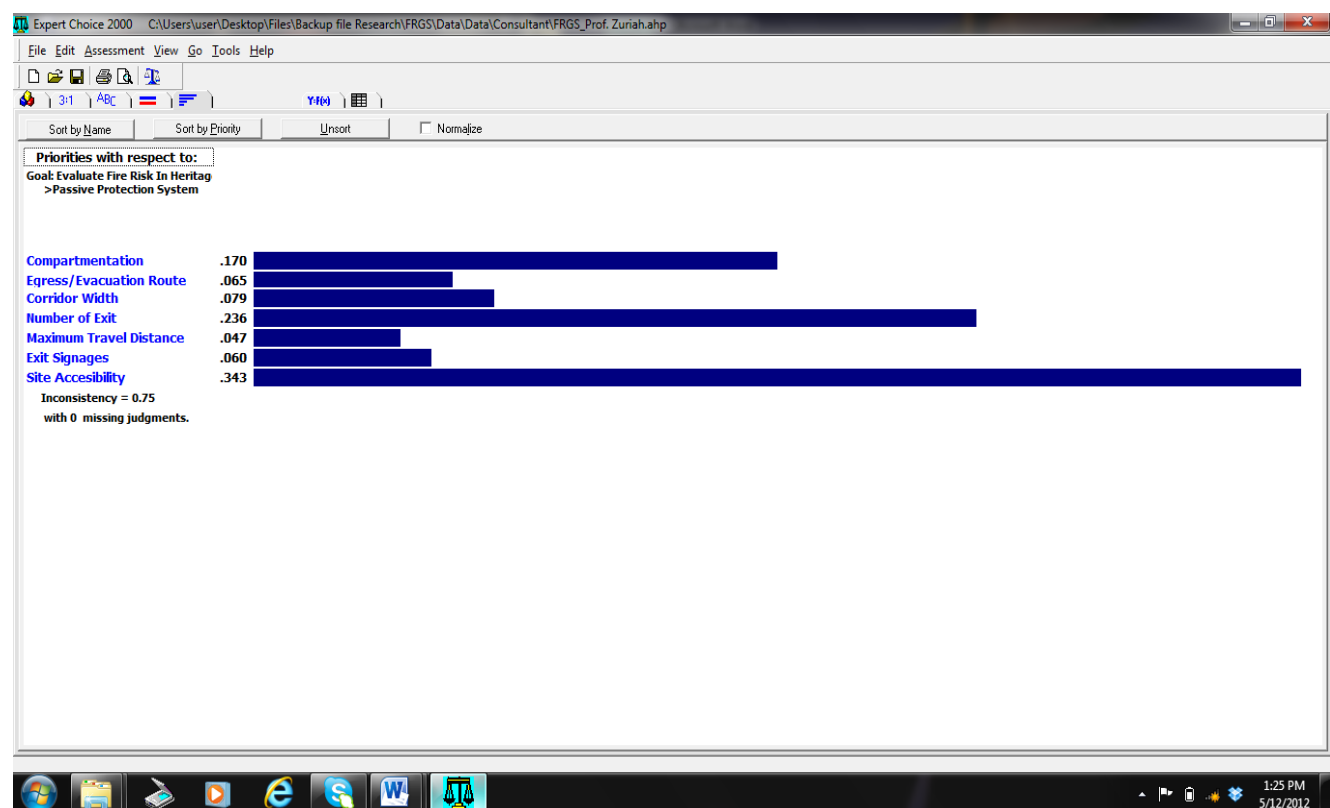 Expert Choice 2000 C:\Users\user\Desktop\Files\Backup file Research\FRGS\Data\Data\Consultant\FRGS_Prof. Zuriah.ahp
File Edit Assessment View Go Tools Help
3:1 ABC Y:F(x)
Sort by Name Sort by Priority Unsort Normalize
Priorities with respect to:
Goal: Evaluate Fire Risk In Heritag
>Passive Protection System
Compartmentation .170
Egress/Evacuation Route .065
Corridor Width .079
Number of Exit .236
Maximum Travel Distance .047
Exit Signages .060
Site Accesibility .343
Inconsistency = 0.75
with 0 missing judgments.
1:25 PM
5/12/2012